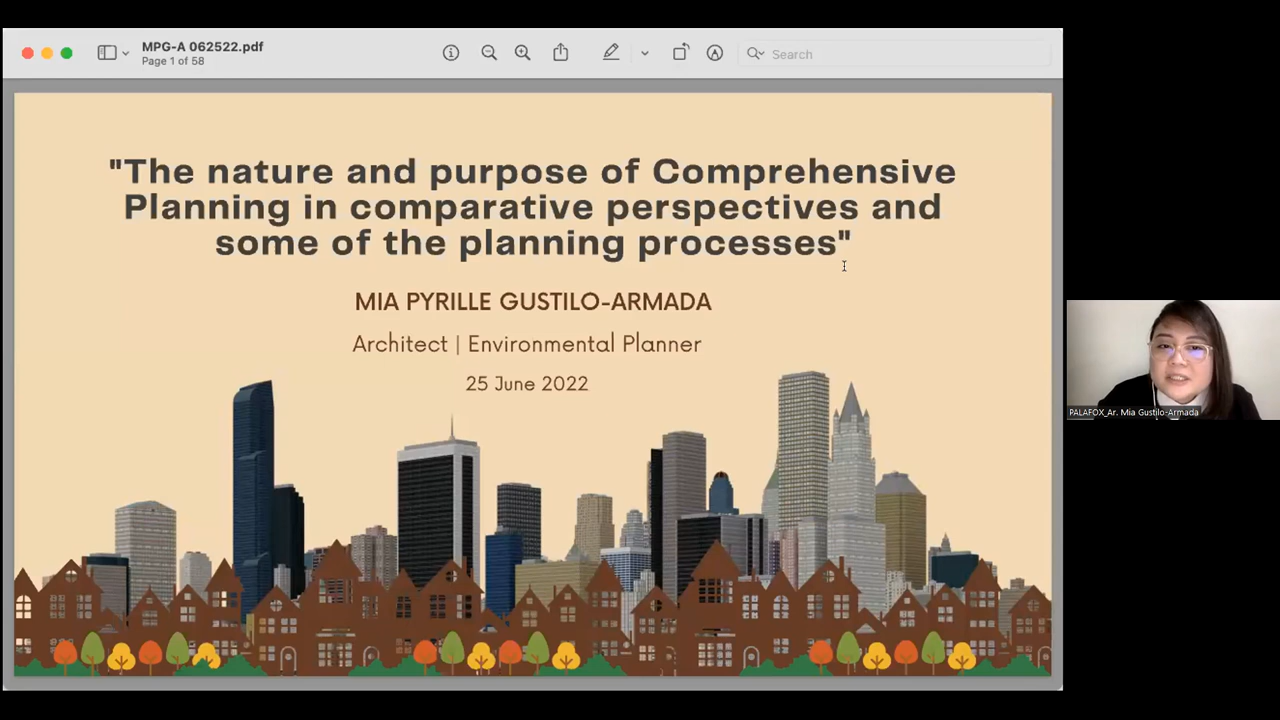 MPG-A 062522.pdf
Page 1 of 58
Search
"The nature and purpose of Comprehensive
Planning in comparative perspectives and
some of the planning processes"
MIA PYRILLE GUSTILO-ARMADA
Architect | Environmental Planner
25 June 2022
PALAFOX_Ar. Mia Gustilo-Armada